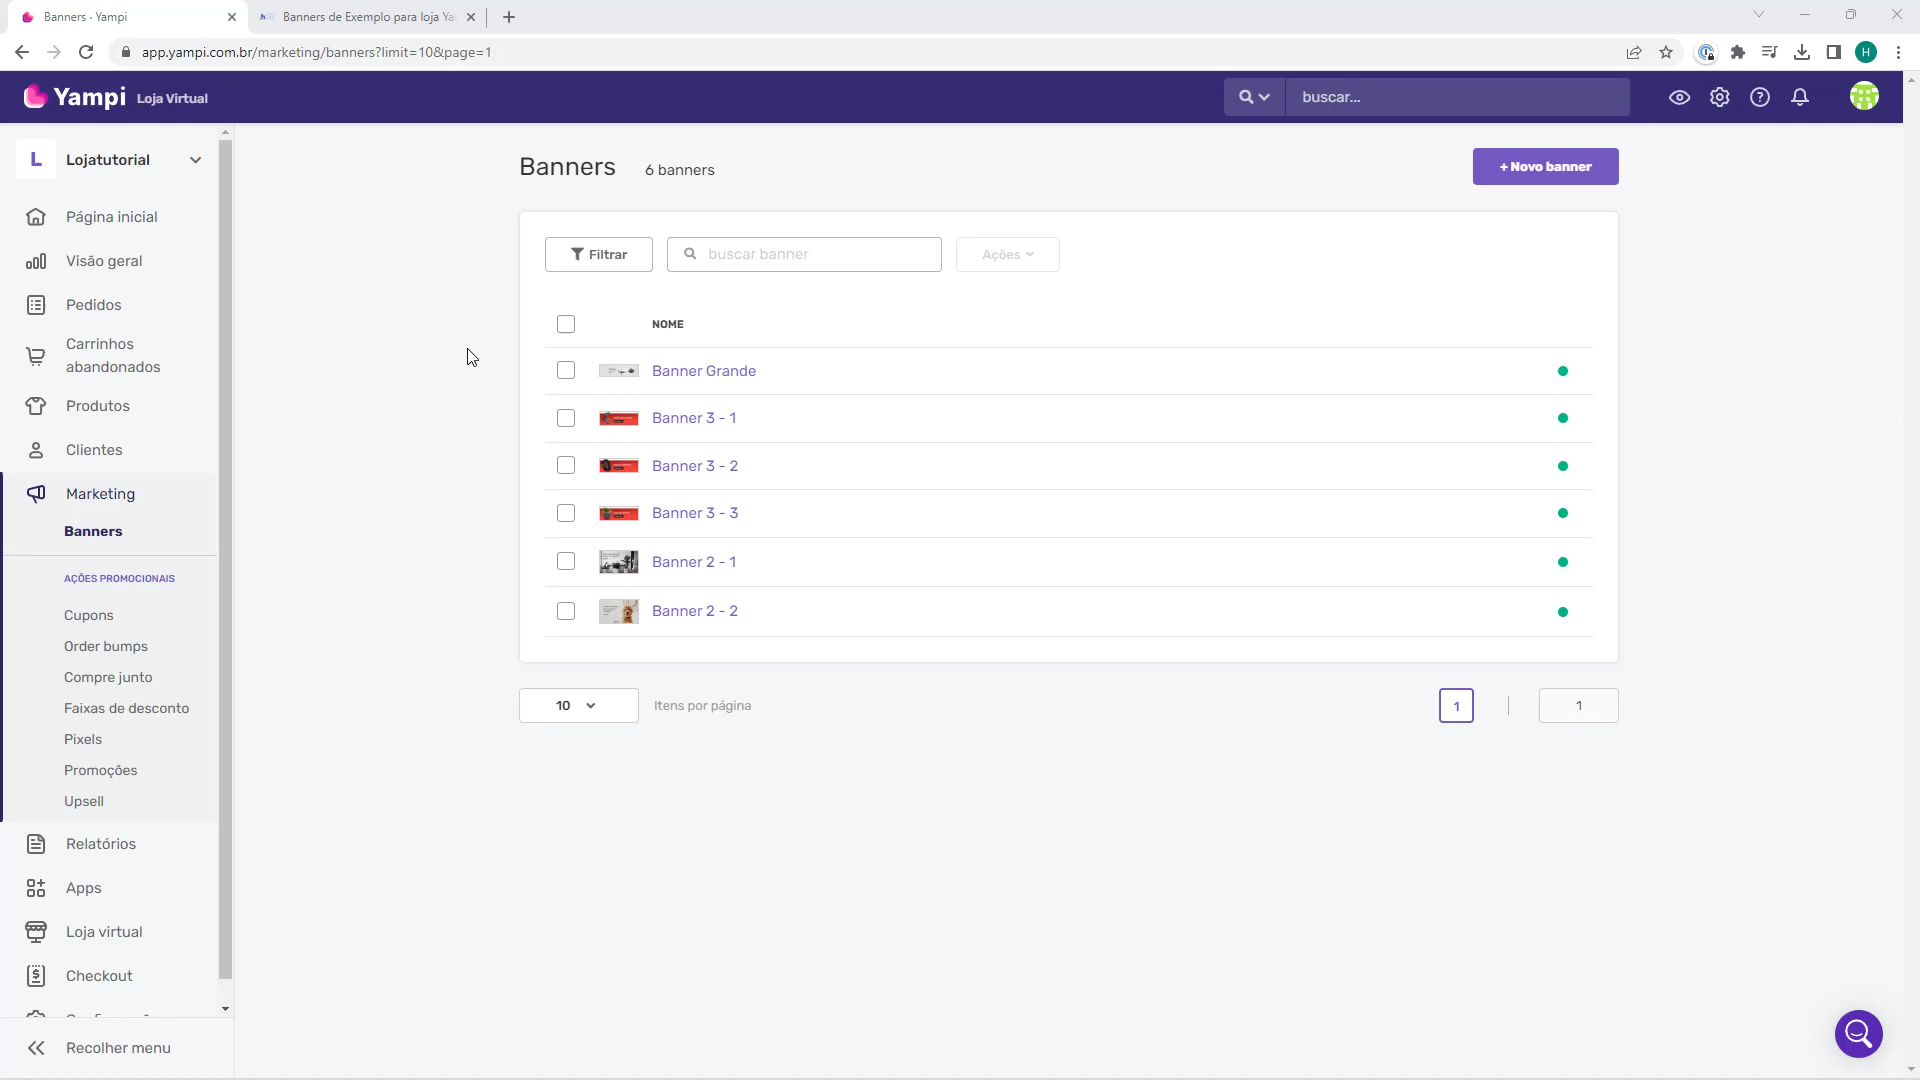 Banners - Yampi
Banners de Exemplo para loja Ya
app.yampi.com.br/marketing/banners?limit=10&page=1
H
Yampi Loja Virtual
buscar...
L Lojatutorial
Página inicial
Visão geral
Pedidos
Carrinhos
abandonados
Produtos
Clientes
Marketing
Banners
AÇÕES PROMOCIONAIS
Cupons
Order bumps
Compre junto
Faixas de desconto
Pixels
Promoções
Upsell
Relatórios
Apps
Loja virtual
Checkout
Recolher menu
Banners 6 banners
+ Novo banner
Filtrar
buscar banner
Ações
NOME
Banner Grande
Banner 3 - 1
Banner 3 - 2
Banner 3 - 3
Banner 2 - 1
Banner 2 - 2
10
Itens por página
1
1